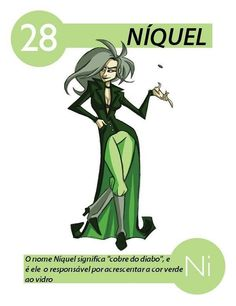 28 NÍQUEL
O nome Níquel significa "cobre do diabo", e
é ele o responsável por acrescentar a cor verde
ao vidro
Ni